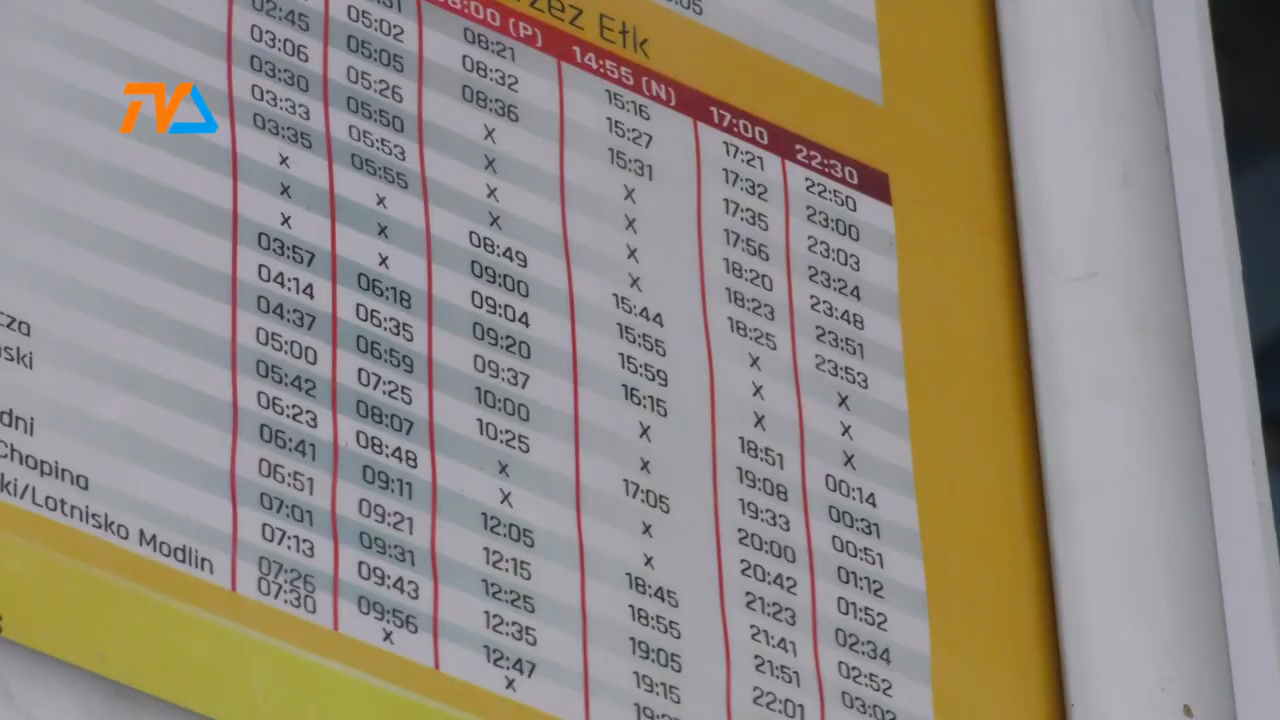 TVA
rzez Ełk
08:00 (P) 14:55 (N) 17:00 22:30
08:21 15:16 17:21 22:50
05:02 08:32 15:27 17:32 23:00
02:45 05:05 08:36 15:31 17:35 23:03
03:06 05:26 x x 17:56 23:24
03:30 05:50 x x 18:20 23:48
03:33 05:53 x x 18:23 23:51
03:35 05:55 x x 18:25 23:53
x x 08:49 15:44 x x
x x 09:00 15:55 x x
x x 09:04 15:59 x x
03:57 06:18 09:20 16:15 18:51 00:14
04:14 06:35 09:37 x 19:08 00:31
04:37 06:59 10:00 x 19:33 00:51
05:00 07:25 10:25 17:05 20:00 01:12
05:42 08:07 x x 20:42 01:52
06:23 08:48 x x 21:23 02:34
cza 06:41 09:11 12:05 18:45 21:41 02:52
ski 06:51 09:21 12:15 18:55 21:51 03:02
07:01 09:31 12:25 19:05 22:01
dni 07:13 09:43 12:35 19:15
Chopina 07:26 09:56 12:47
ki/Lotnisko Modlin 07:30 x x